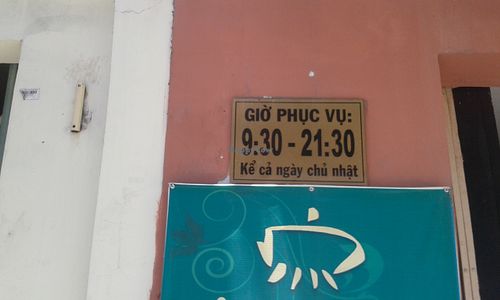 GIỜ PHỤC VỤ:
9:30 - 21:30
Kể cả ngày chủ nhật